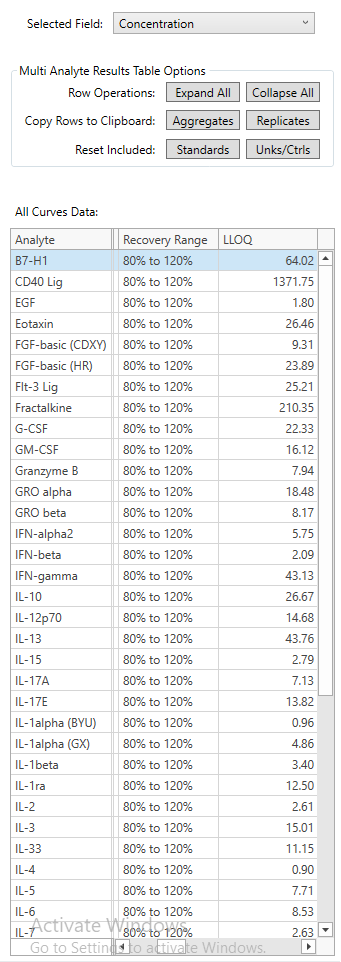 Selected Field: Concentration
Multi Analyte Results Table Options
Row Operations: Expand All Collapse All
Copy Rows to Clipboard: Aggregates Replicates
Reset Included: Standards Unks/Ctrls
All Curves Data:
Analyte Recovery Range LLOQ
B7-H1 80% to 120% 64.02
CD40 Lig 80% to 120% 1371.75
EGF 80% to 120% 1.80
Eotaxin 80% to 120% 26.46
FGF-basic (CDXY) 80% to 120% 9.31
FGF-basic (HR) 80% to 120% 23.89
Flt-3 Lig 80% to 120% 25.21
Fractalkine 80% to 120% 210.35
G-CSF 80% to 120% 22.33
GM-CSF 80% to 120% 16.12
Granzyme B 80% to 120% 7.94
GRO alpha 80% to 120% 18.48
GRO beta 80% to 120% 8.17
IFN-alpha2 80% to 120% 5.75
IFN-beta 80% to 120% 2.09
IFN-gamma 80% to 120% 43.13
IL-10 80% to 120% 26.67
IL-12p70 80% to 120% 14.68
IL-13 80% to 120% 43.76
IL-15 80% to 120% 2.79
IL-17A 80% to 120% 7.13
IL-17E 80% to 120% 13.82
IL-1alpha (BYU) 80% to 120% 0.96
IL-1alpha (GX) 80% to 120% 4.86
IL-1beta 80% to 120% 3.40
IL-1ra 80% to 120% 12.50
IL-2 80% to 120% 2.61
IL-3 80% to 120% 15.01
IL-33 80% to 120% 11.15
IL-4 80% to 120% 0.90
IL-5 80% to 120% 7.71
IL-6 80% to 120% 8.53
Activate Windows
IL-7 80% to 120% 2.63
Go to Settings to activate Windows.